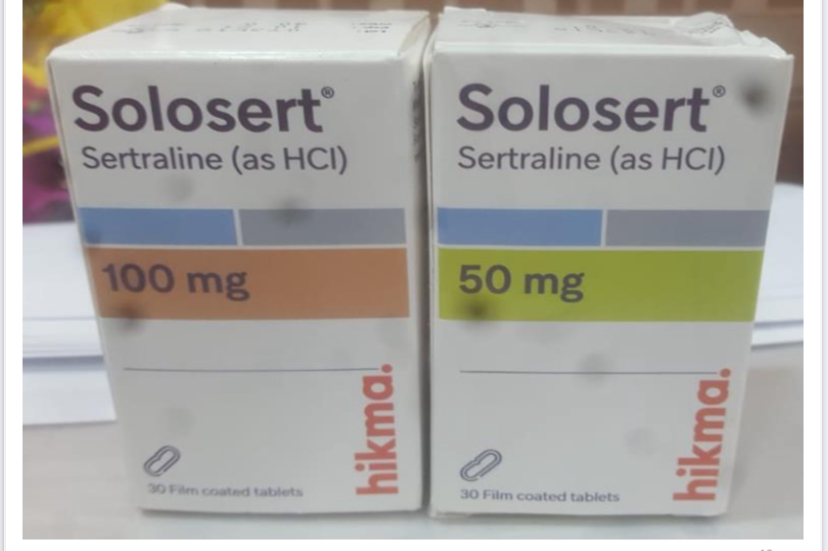 Solosert®
Sertraline (as HCl)
100 mg
hikma.
30 Film coated tablets
Solosert®
Sertraline (as HCl)
50 mg
hikma.
30 Film coated tablets